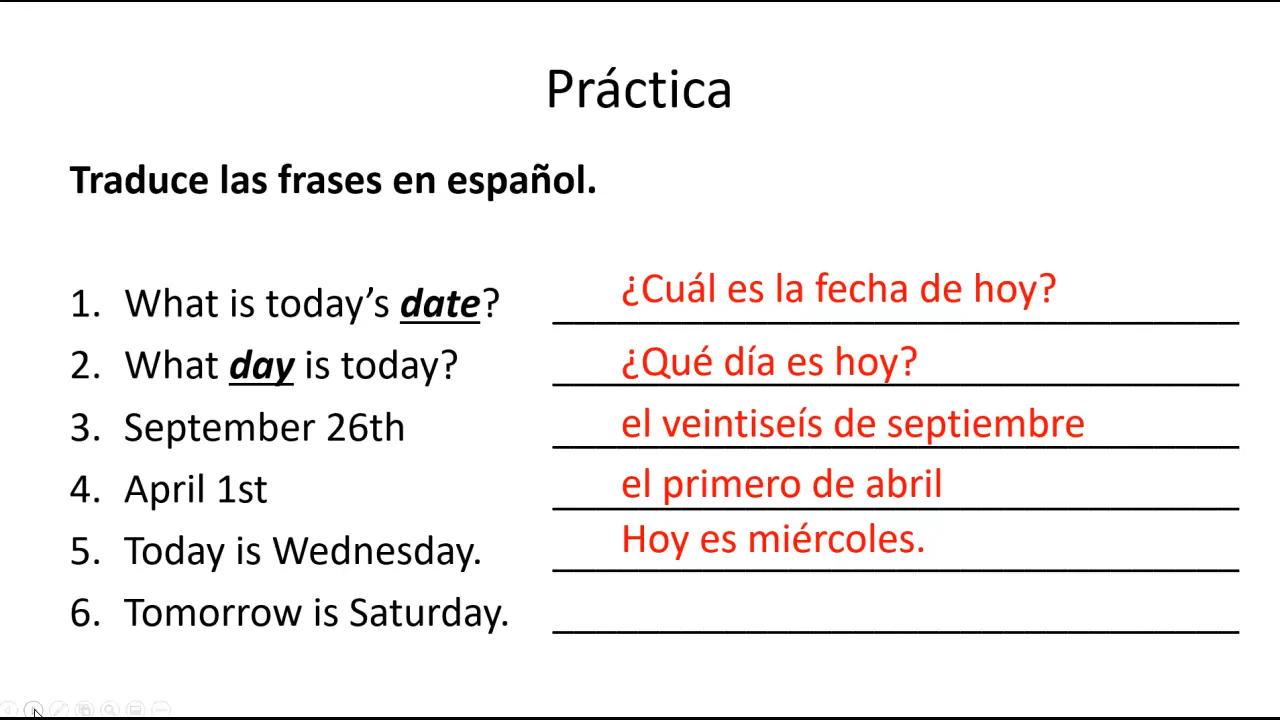 Práctica
Traduce las frases en español.
1. What is today’s date? ¿Cuál es la fecha de hoy?
2. What day is today? ¿Qué día es hoy?
3. September 26th el veintiseís de septiembre
4. April 1st el primero de abril
5. Today is Wednesday. Hoy es miércoles.
6. Tomorrow is Saturday.